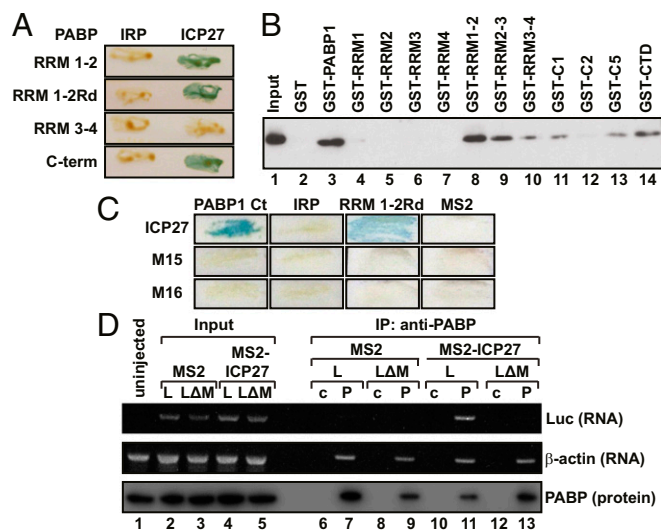 A
PABP IRP ICP27
RRM 1-2
RRM 1-2Rd
RRM 3-4
C-term
B
Input
GST
GST-PABP1
GST-RRM1
GST-RRM2
GST-RRM3
GST-RRM4
GST-RRM1-2
GST-RRM2-3
GST-RRM3-4
GST-C1
GST-C2
GST-C5
GST-CTD
1 2 3 4 5 6 7 8 9 10 11 12 13 14
C
PABP1 Ct IRP RRM 1-2Rd MS2
ICP27
M15
M16
D
uninjected
Input
MS2
MS2-
ICP27
L LΔM L LΔM
IP: anti-PABP
MS2 MS2-ICP27
L LΔM L LΔM
c P c P c P c P
Luc (RNA)
β-actin (RNA)
PABP (protein)
1 2 3 4 5 6 7 8 9 10 11 12 13